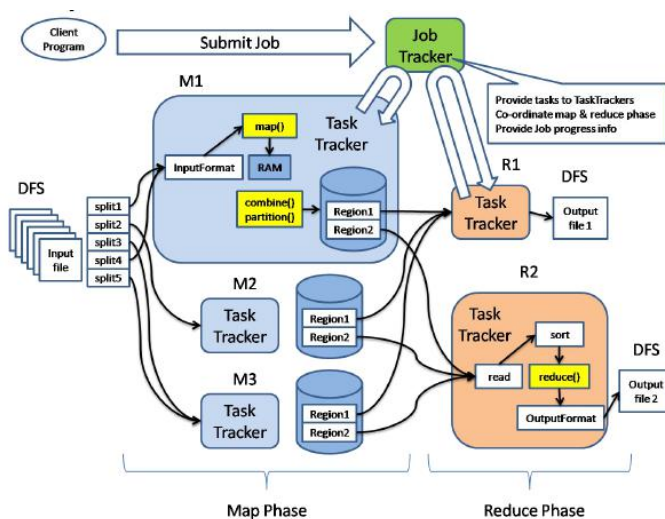 Client
Program
Submit Job
Job
Tracker
Provide tasks to TaskTrackers
Co-ordinate map & reduce phase
Provide Job progress info
M1
map()
Task
Tracker
InputFormat
RAM
combine()
partition()
Region1
Region2
DFS
Input
file
split1
split2
split3
split4
split5
M2
Task
Tracker
Region1
Region2
M3
Task
Tracker
Region1
Region2
R1
Task
Tracker
DFS
Output
file 1
R2
Task
Tracker
sort
read
reduce()
OutputFormat
DFS
Output
file 2
Map Phase
Reduce Phase